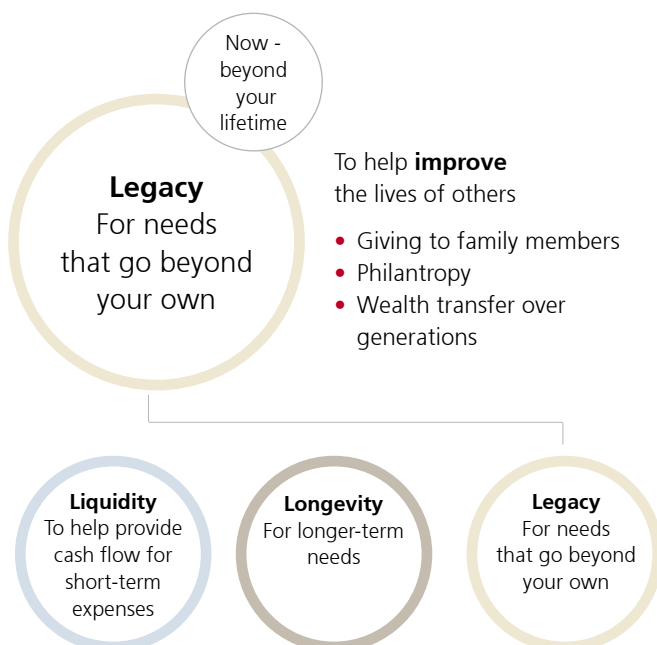 Now -
beyond
your
lifetime
Legacy
For needs
that go beyond
your own
To help improve
the lives of others
• Giving to family members
• Philantropy
• Wealth transfer over
generations
Liquidity
To help provide
cash flow for
short-term
expenses
Longevity
For longer-term
needs
Legacy
For needs
that go beyond
your own